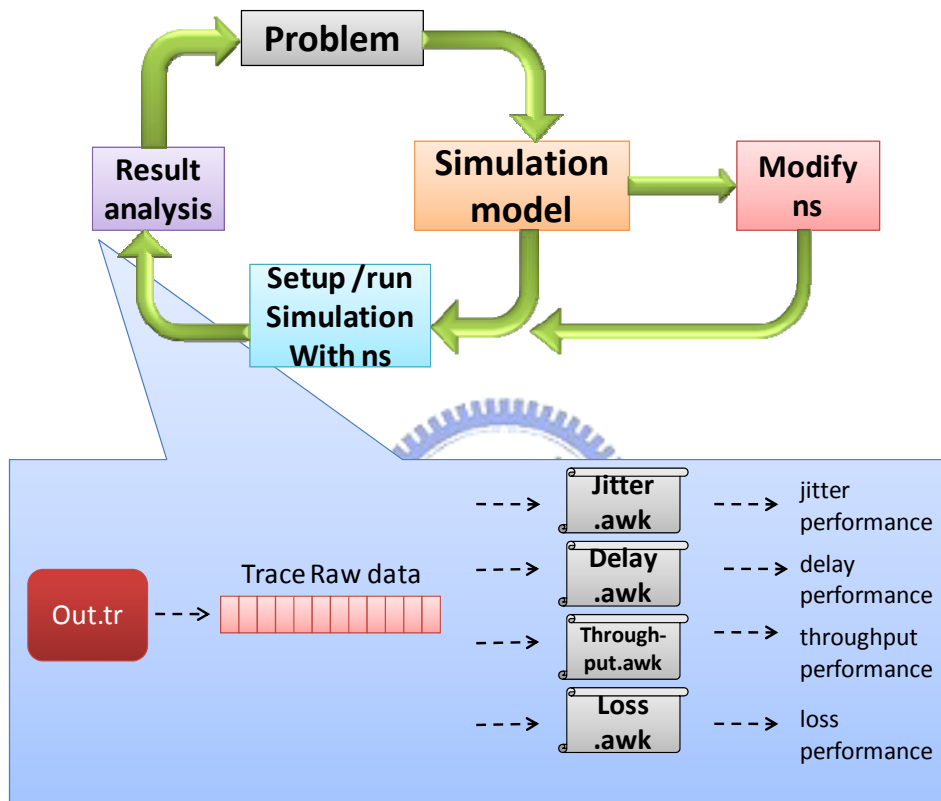 Problem
Simulation
model
Modify
ns
Result
analysis
Setup /run
Simulation
With ns
Out.tr
Trace Raw data
Jitter
.awk
jitter
performance
Delay
.awk
delay
performance
Through-
put.awk
throughput
performance
Loss
.awk
loss
performance